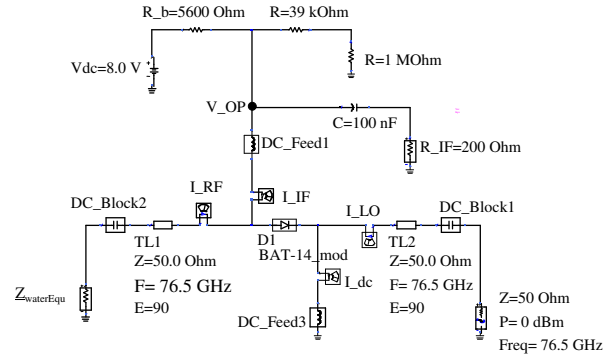 R_b=5600 Ohm
R=39 kOhm
Vdc=8.0 V
R=1 MOhm
V_OP
C=100 nF
DC_Feed1
R_IF=200 Ohm
I_RF
I_IF
DC_Block2
I_LO
DC_Block1
TL1
Z=50.0 Ohm
F= 76.5 GHz
E=90
D1
BAT-14_mod
TL2
Z=50.0 Ohm
F= 76.5 GHz
E=90
I_dc
Z_waterEqu
DC_Feed3
Z=50 Ohm
P= 0 dBm
Freq= 76.5 GHz